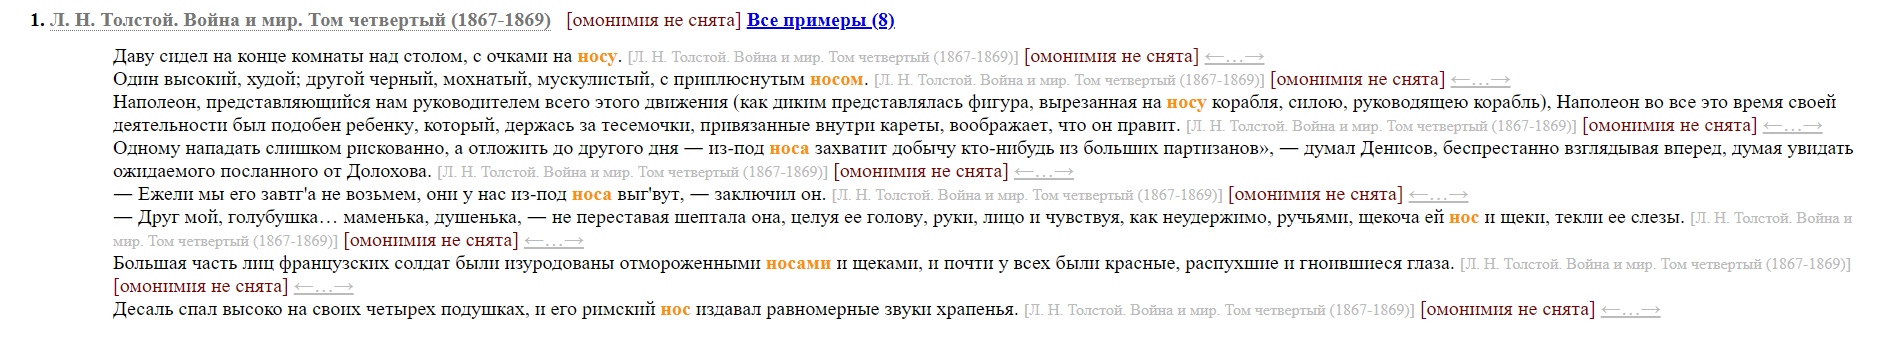 1. Л. Н. Толстой. Война и мир. Том четвертый (1867-1869) [омонимия не снята] Все примеры (8)
Даву сидел на конце комнаты над столом, с очками на носу. [Л. Н. Толстой. Война и мир. Том четвертый (1867-1869)] [омонимия не снята] ←…→
Один высокий, худой; другой черный, мохнатый, мускулистый, с приплюснутым носом. [Л. Н. Толстой. Война и мир. Том четвертый (1867-1869)] [омонимия не снята] ←…→
Наполеон, представляющийся нам руководителем всего этого движения (как диким представлялась фигура, вырезанная на носу корабля, силою, руководящею корабль), Наполеон во все это время своей
деятельности был подобен ребенку, который, держась за тесемочки, привязанные внутри кареты, воображает, что он правит. [Л. Н. Толстой. Война и мир. Том четвертый (1867-1869)] [омонимия не снята] ←…→
Одному нападать слишком рискованно, а отложить до другого дня — из-под носа захватит добычу кто-нибудь из больших партизанов», — думал Денисов, беспрестанно взглядывая вперед, думая увидать
ожидаемого посланного от Долохова. [Л. Н. Толстой. Война и мир. Том четвертый (1867-1869)] [омонимия не снята] ←…→
— Ежели мы его завтг'а не возьмем, они у нас из-под носа выг'вут, — заключил он. [Л. Н. Толстой. Война и мир. Том четвертый (1867-1869)] [омонимия не снята] ←…→
— Друг мой, голубушка… маменька, душенька, — не переставая шептала она, целуя ее голову, руки, лицо и чувствуя, как неудержимо, ручьями, щекоча ей нос и щеки, текли ее слезы. [Л. Н. Толстой. Война и
мир. Том четвертый (1867-1869)] [омонимия не снята] ←…→
Большая часть лиц французских солдат были изуродованы отмороженными носами и щеками, и почти у всех были красные, распухшие и гноившиеся глаза. [Л. Н. Толстой. Война и мир. Том четвертый (1867-1869)]
[омонимия не снята] ←…→
Десаль спал высоко на своих четырех подушках, и его римский нос издавал равномерные звуки храпенья. [Л. Н. Толстой. Война и мир. Том четвертый (1867-1869)] [омонимия не снята] ←…→